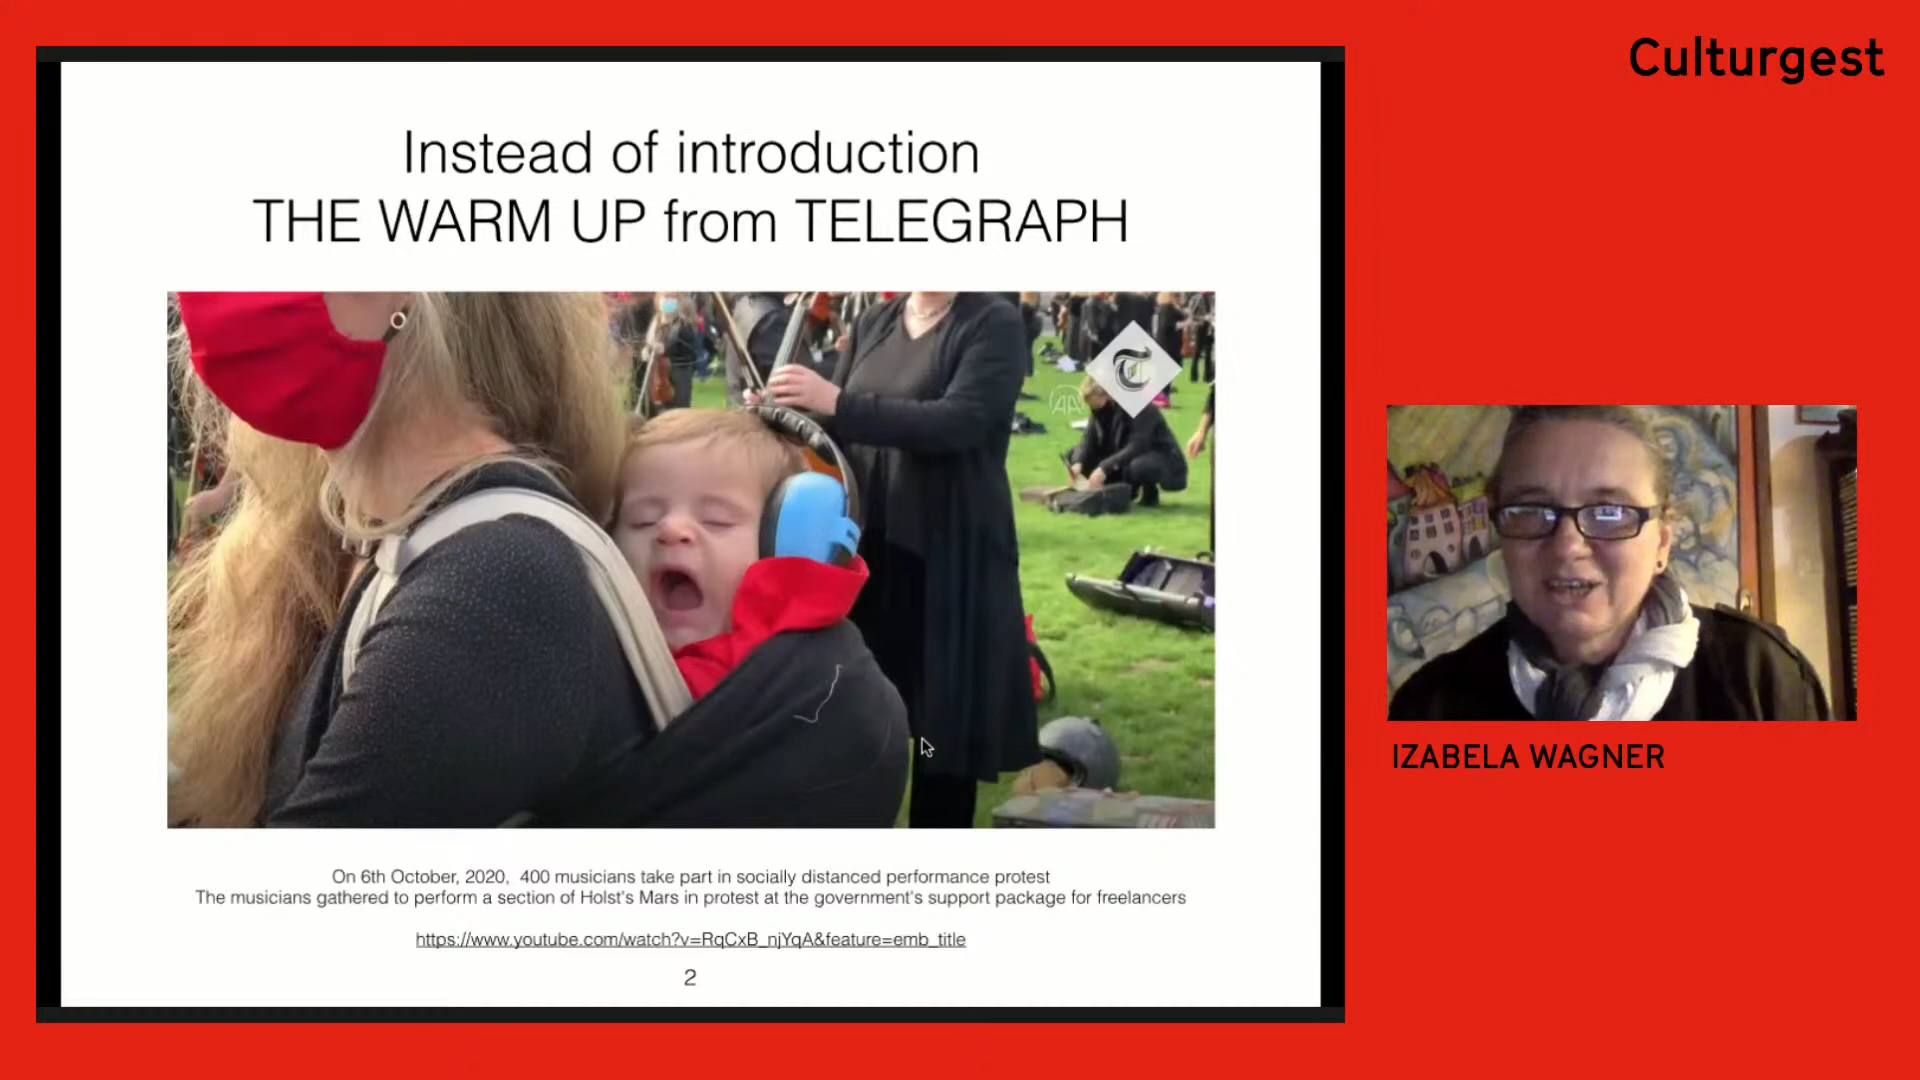 Culturgest
Instead of introduction
THE WARM UP from TELEGRAPH
T
AA
On 6th October, 2020, 400 musicians take part in socially distanced performance protest
The musicians gathered to perform a section of Holst's Mars in protest at the government's support package for freelancers
https://www.youtube.com/watch?v=RqCxB_njYqA&feature=emb_title
2
IZABELA WAGNER